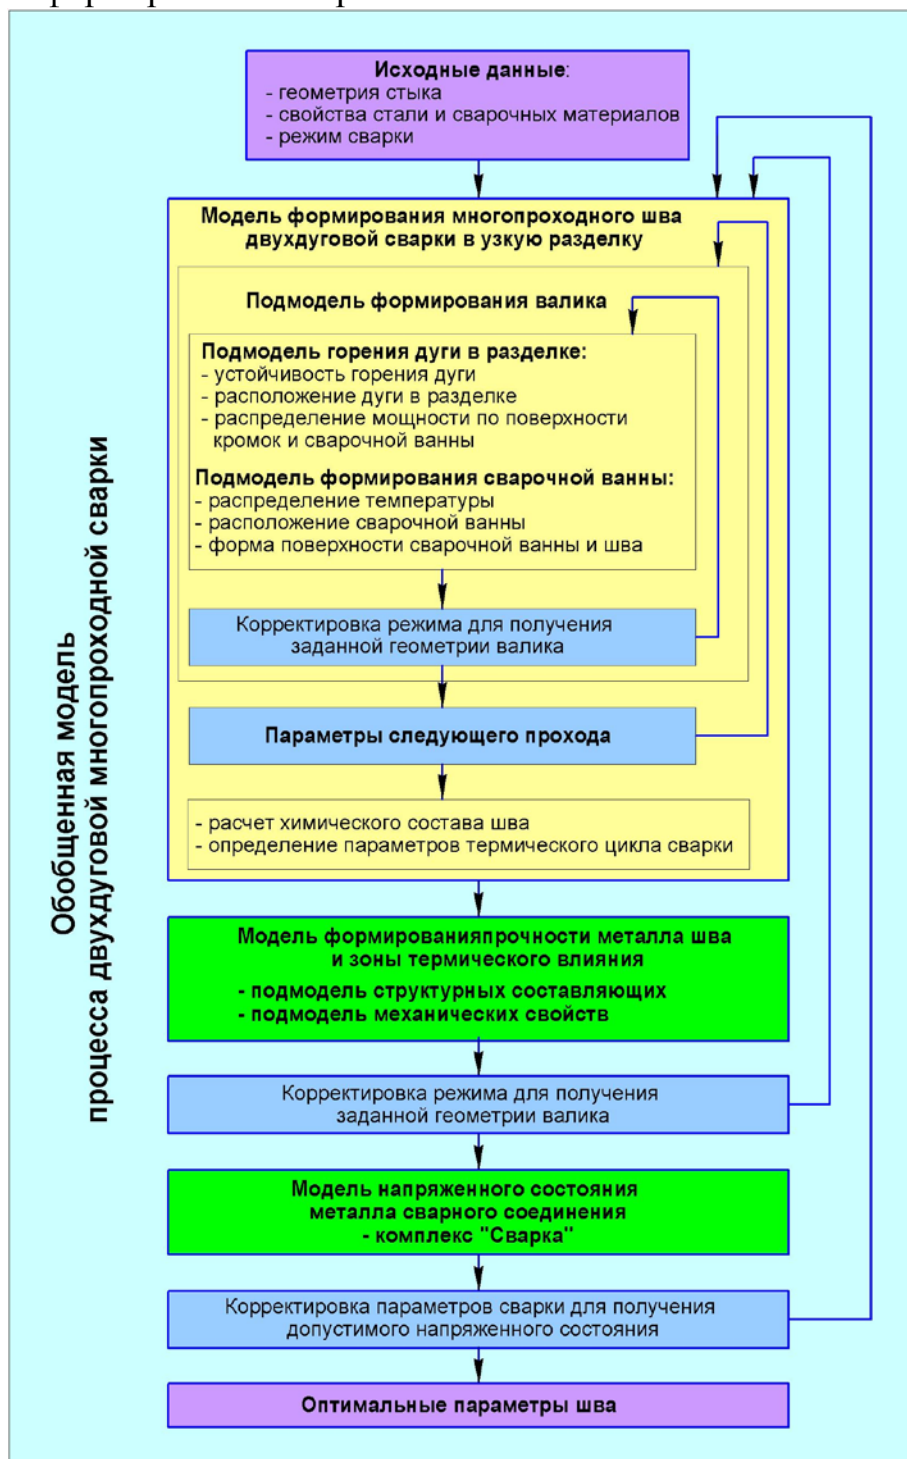 Исходные данные:
- геометрия стыка
- свойства стали и сварочных материалов
- режим сварки
Модель формирования многопроходного шва
двухдуговой сварки в узкую разделку
Подмодель формирования валика
Подмодель горения дуги в разделке:
- устойчивость горения дуги
- расположение дуги в разделке
- распределение мощности по поверхности
кромок и сварочной ванны
Подмодель формирования сварочной ванны:
- распределение температуры
- расположение сварочной ванны
- форма поверхности сварочной ванны и шва
Корректировка режима для получения
заданной геометрии валика
Параметры следующего прохода
- расчет химического состава шва
- определение параметров термического цикла сварки
Модель формированияпрочности металла шва
и зоны термического влияния
- подмодель структурных составляющих
- подмодель механических свойств
Корректировка режима для получения
заданной геометрии валика
Модель напряженного состояния
металла сварного соединения
- комплекс "Сварка"
Корректировка параметров сварки для получения
допустимого напряженного состояния
Оптимальные параметры шва
Обобщенная модель
процесса двухдуговой многопроходной сварки